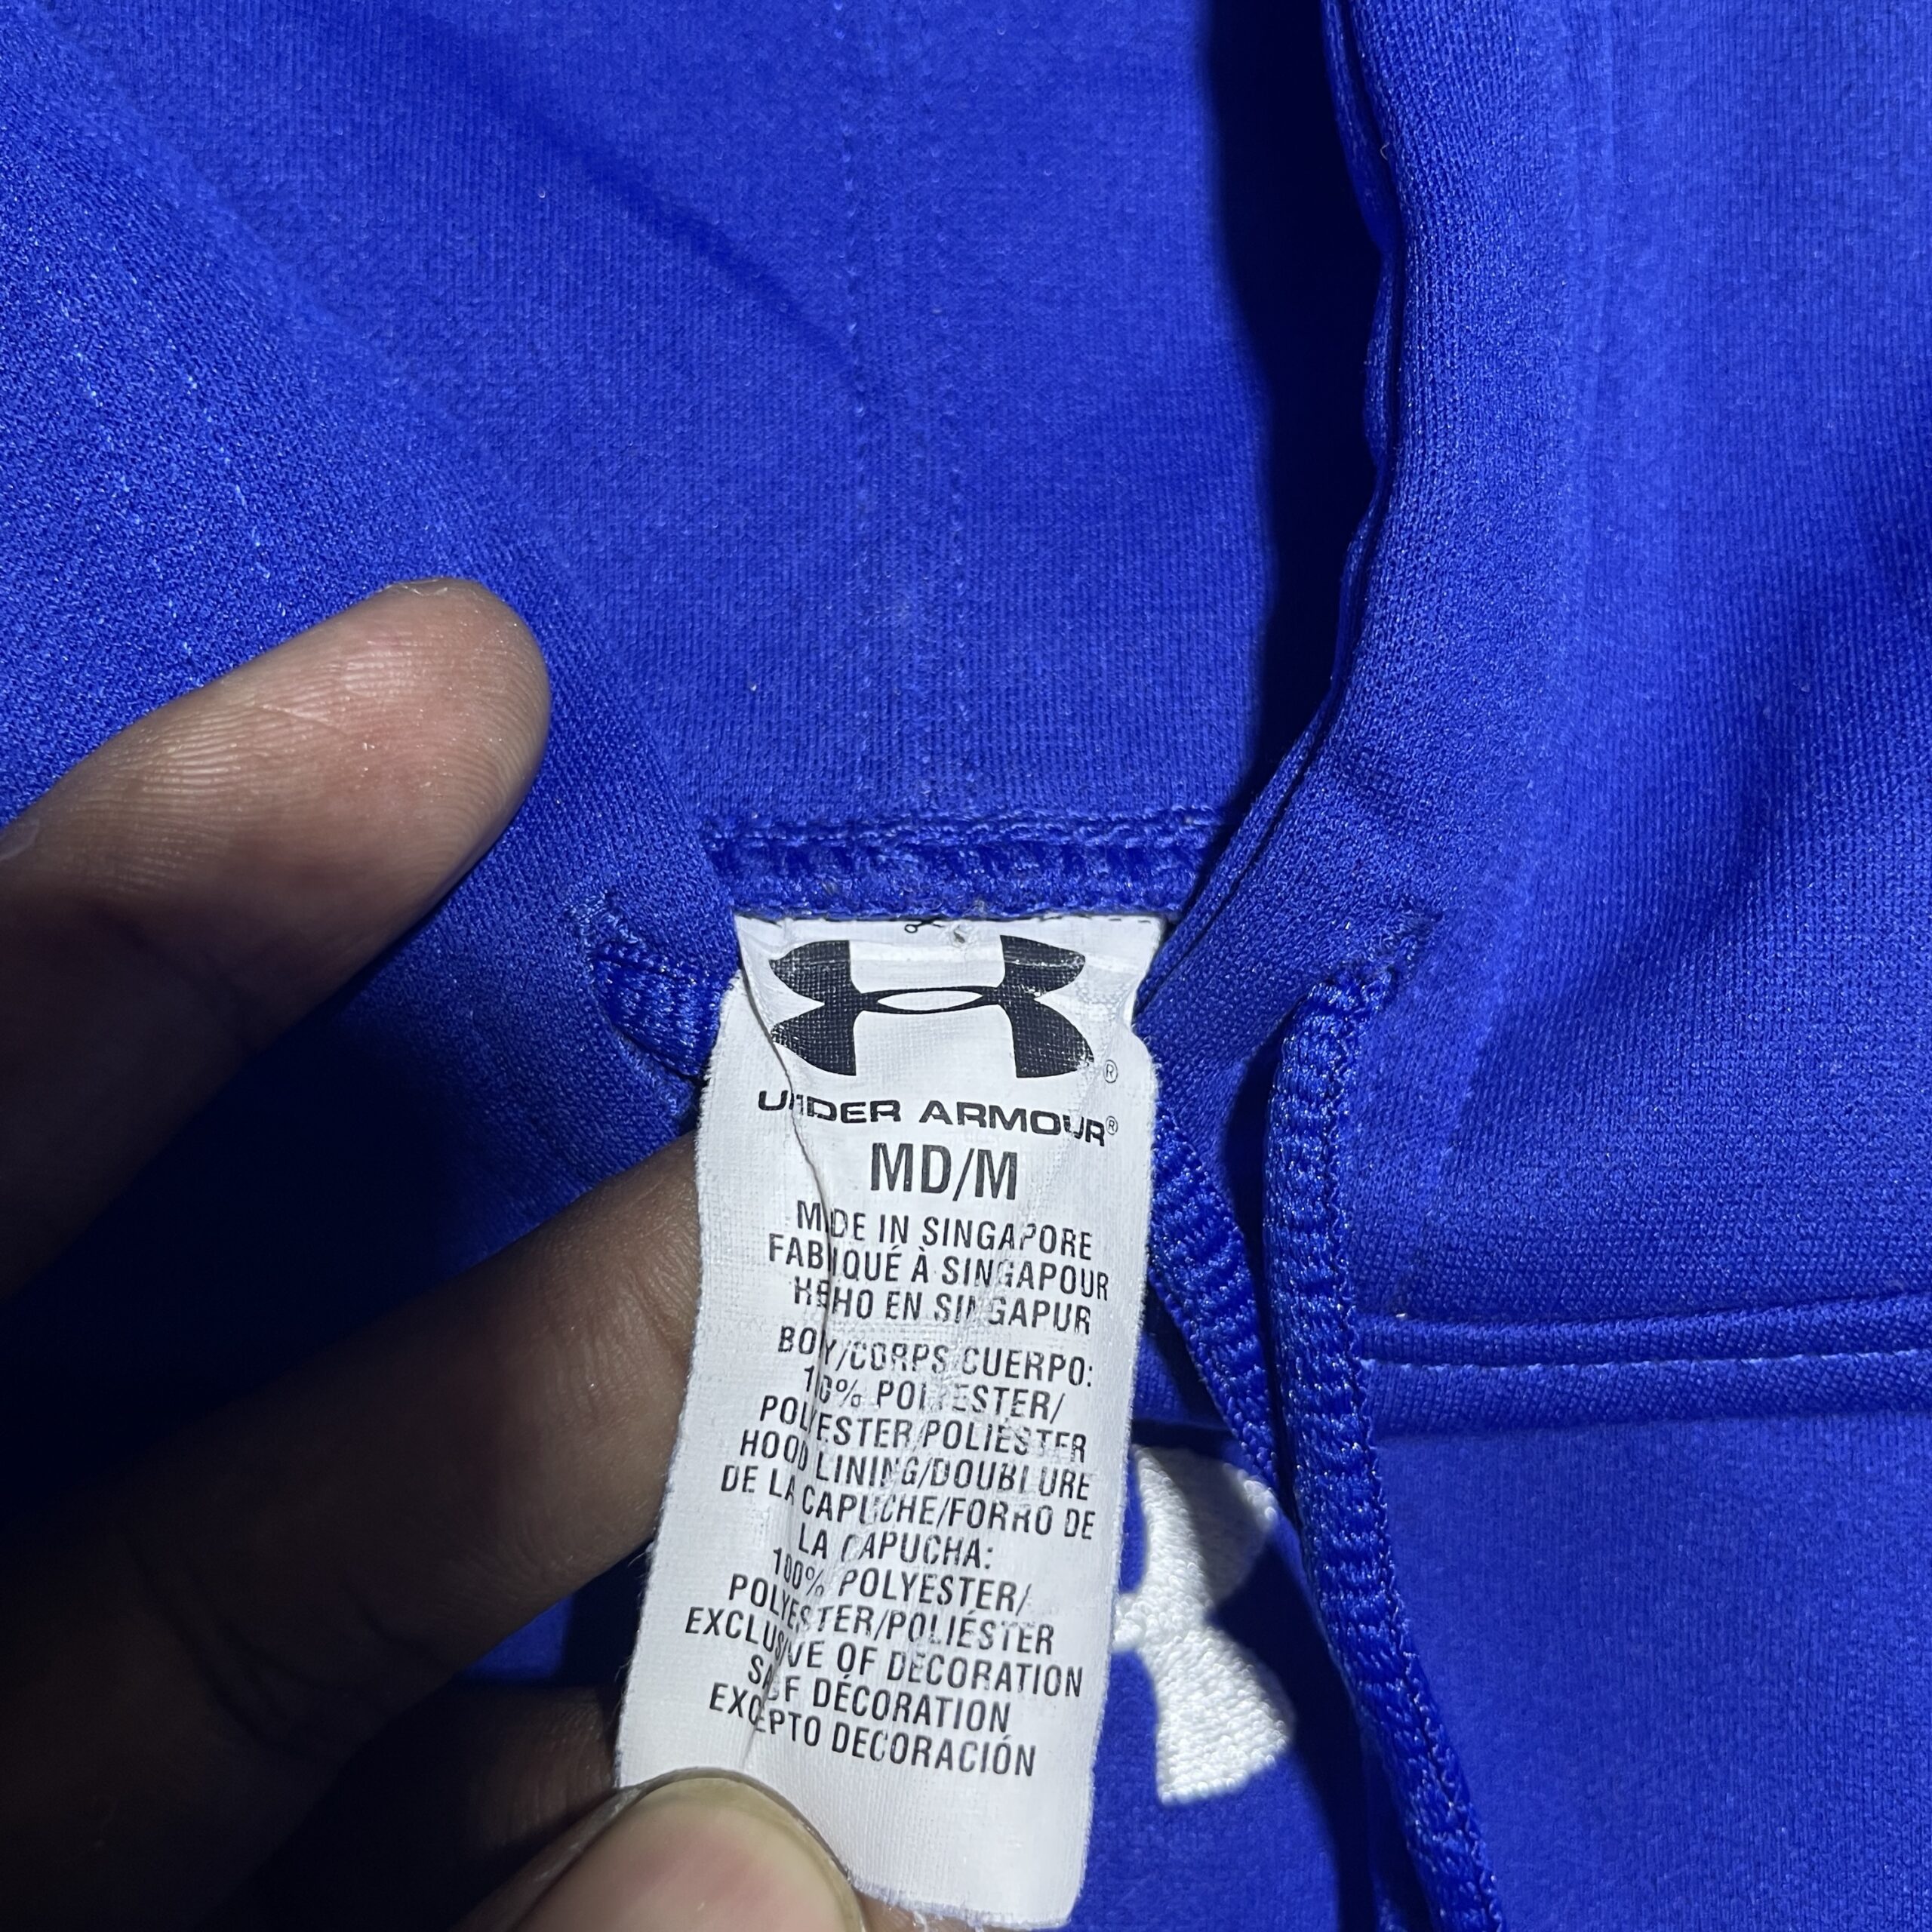 ®
UNDER ARMOUR®
MD/M
MADE IN SINGAPORE
FABRIQUÉ À SINGAPOUR
HECHO EN SINGAPUR
BODY/CORPS/CUERPO:
100% POLYESTER/
POLYESTER/POLIÉSTER
HOOD LINING/DOUBLURE
DE LA CAPUCHE/FORRO DE
LA CAPUCHA:
100% POLYESTER/
POLYESTER/POLIÉSTER
EXCLUSIVE OF DECORATION
SAUF DÉCORATION
EXCEPTO DECORACIÓN